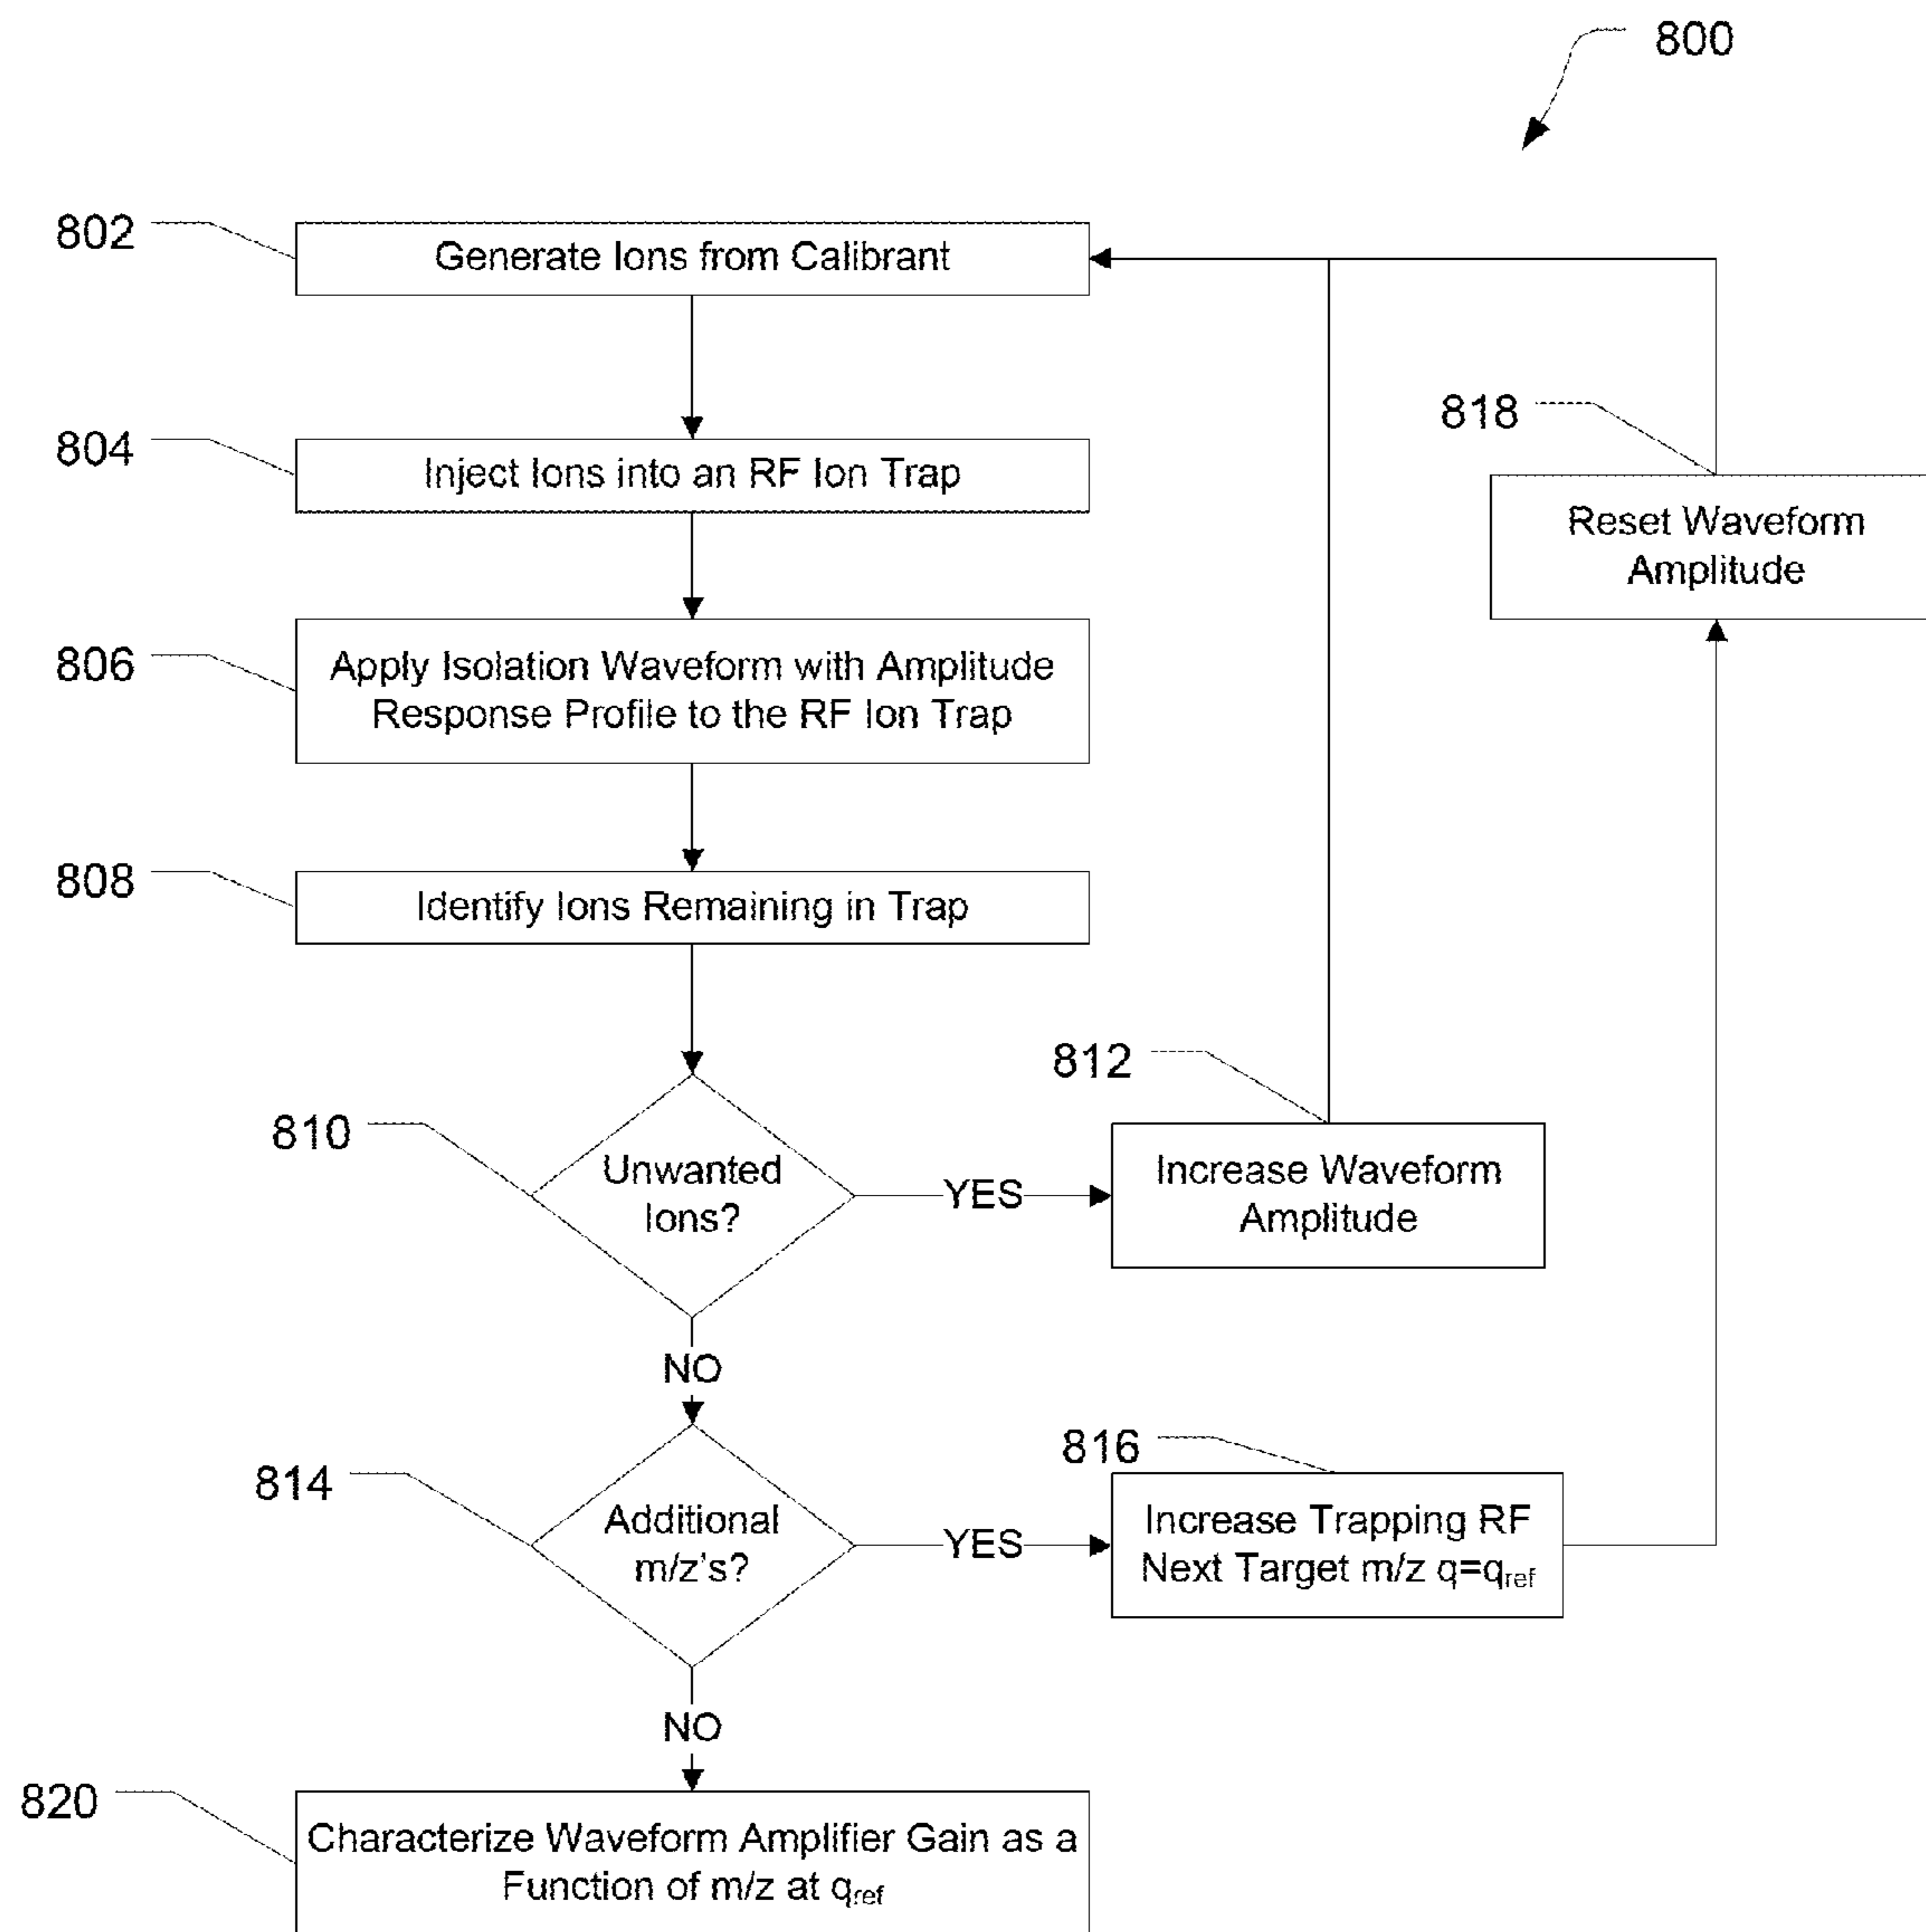 800
802
Generate Ions from Calibrant
804
Inject Ions into an RF Ion Trap
818
Reset Waveform
Amplitude
806
Apply Isolation Waveform with Amplitude
Response Profile to the RF Ion Trap
808
Identify Ions Remaining in Trap
810
Unwanted
Ions?
YES
812
Increase Waveform
Amplitude
NO
814
Additional
m/z's?
YES
816
Increase Trapping RF
Next Target m/z q=qref
NO
820
Characterize Waveform Amplifier Gain as a
Function of m/z at qref